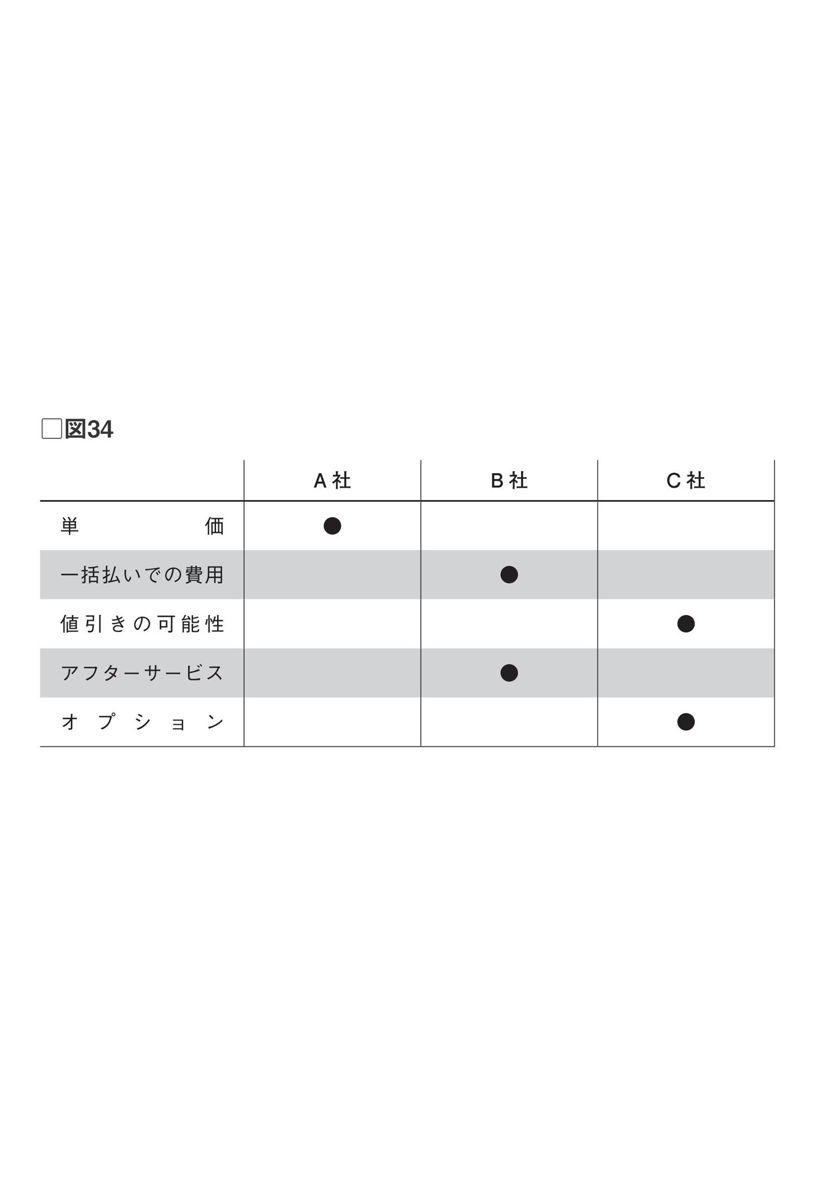 □図34
A社 B社 C社
単価 ●
一括払いでの費用 ●
値引きの可能性 ●
アフターサービス ●
オプション ●